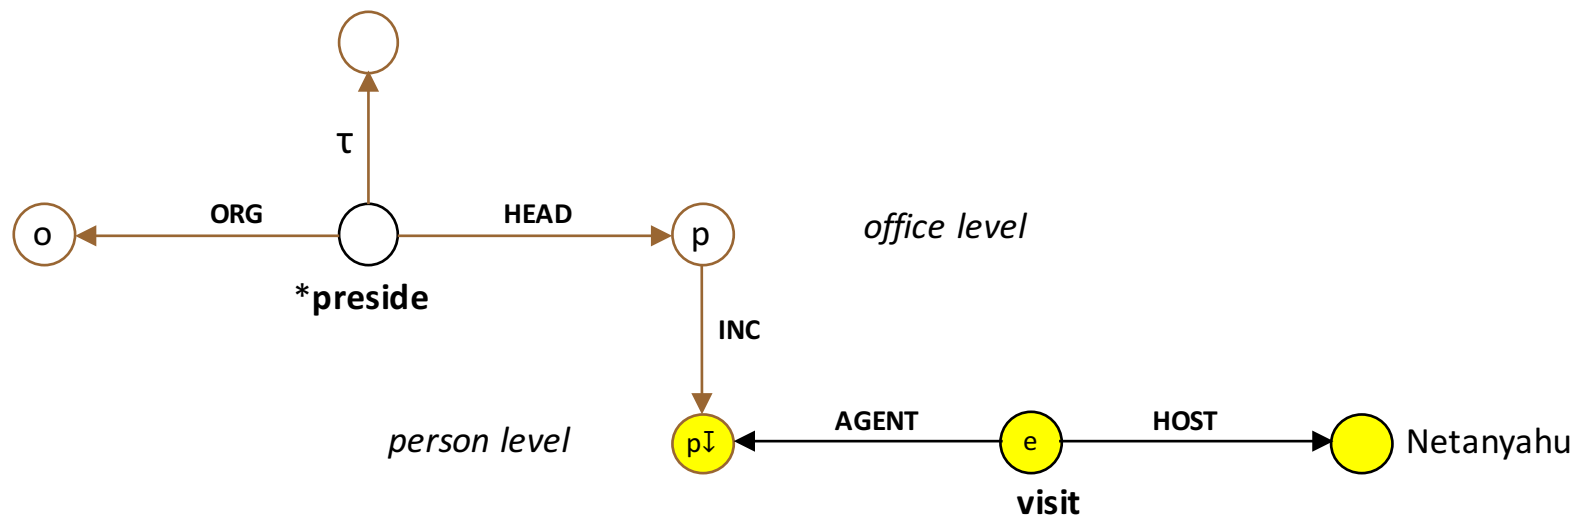 τ
ORG
HEAD
o
p
office level
*preside
INC
person level
p↧
AGENT
e
HOST
Netanyahu
visit